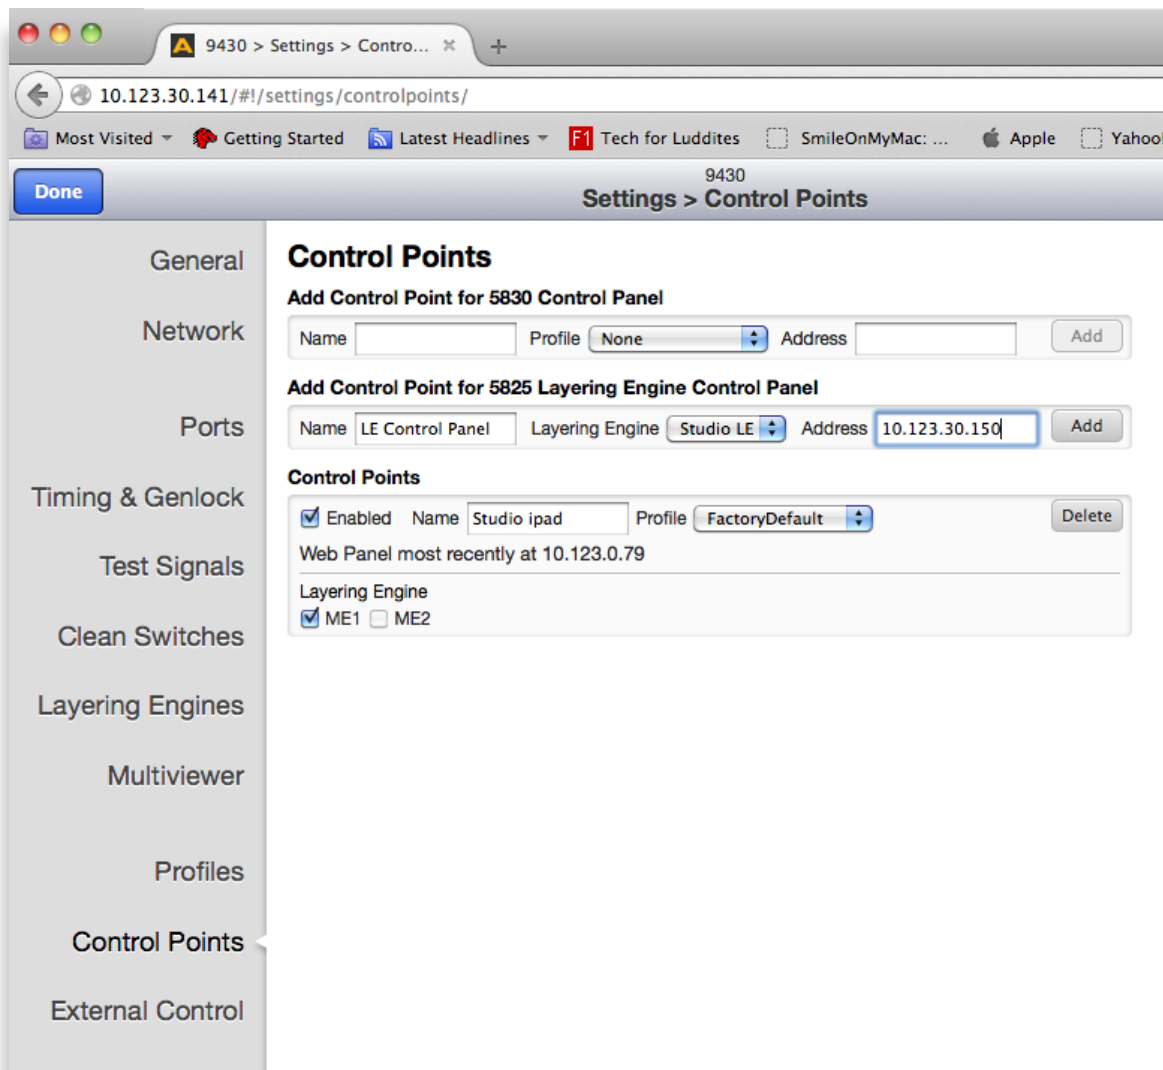 9430 > Settings > Contro...
10.123.30.141/#!/settings/controlpoints/
Most Visited Getting Started Latest Headlines F1 Tech for Luddites SmileOnMyMac: ... Apple Yahoo!
Done
9430
Settings > Control Points
General
Network
Ports
Timing & Genlock
Test Signals
Clean Switches
Layering Engines
Multiviewer
Profiles
Control Points
External Control
Control Points
Add Control Point for 5830 Control Panel
Name Profile None Address Add
Add Control Point for 5825 Layering Engine Control Panel
Name LE Control Panel Layering Engine Studio LE Address 10.123.30.150 Add
Control Points
Enabled Name Studio ipad Profile FactoryDefault Delete
Web Panel most recently at 10.123.0.79
Layering Engine
ME1 ME2